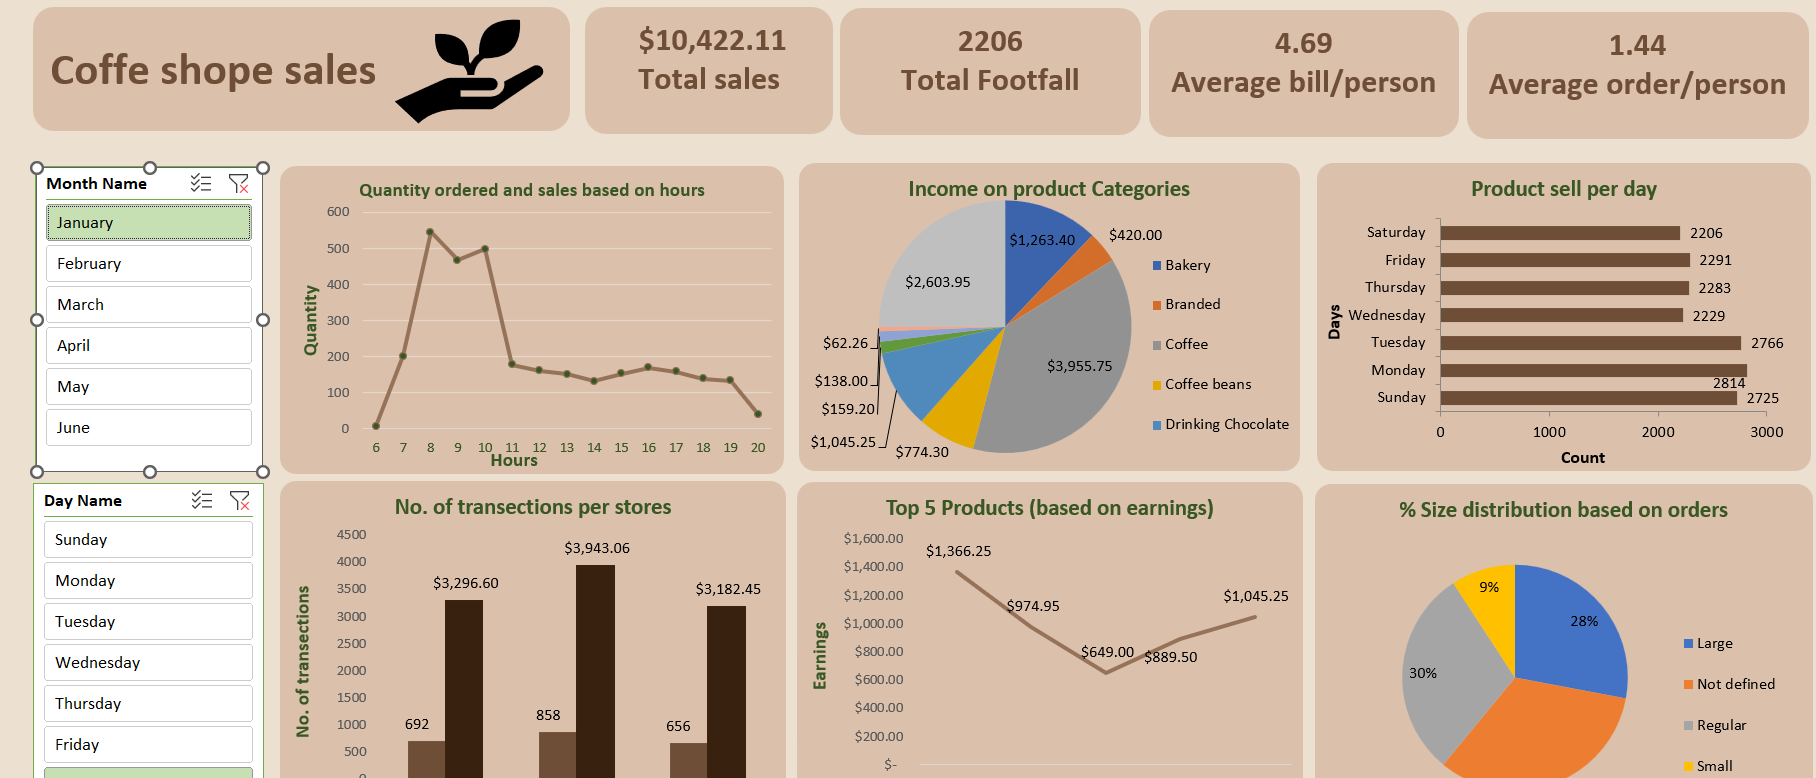 Coffe shope sales
$10,422.11
Total sales
2206
Total Footfall
4.69
Average bill/person
1.44
Average order/person
Month Name
January
February
March
April
May
June
Day Name
Sunday
Monday
Tuesday
Wednesday
Thursday
Friday
Quantity ordered and sales based on hours
Quantity
600
500
400
300
200
100
0
6 7 8 9 10 11 12 13 14 15 16 17 18 19 20
Hours
Income on product Categories
$1,263.40
$420.00
$2,603.95
$3,955.75
$62.26
$138.00
$159.20
$1,045.25
$774.30
Bakery
Branded
Coffee
Coffee beans
Drinking Chocolate
Product sell per day
Days
Saturday 2206
Friday 2291
Thursday 2283
Wednesday 2229
Tuesday 2766
Monday 2814
Sunday 2725
0 1000 2000 3000
Count
No. of transections per stores
No. of transections
4500
4000
3500
3000
2500
2000
1500
1000
500
0
692 $3,296.60
858 $3,943.06
656 $3,182.45
Top 5 Products (based on earnings)
Earnings
$1,600.00
$1,400.00
$1,200.00
$1,000.00
$800.00
$600.00
$400.00
$200.00
$-
$1,366.25
$974.95
$649.00
$889.50
$1,045.25
% Size distribution based on orders
9%
28%
30%
Large
Not defined
Regular
Small